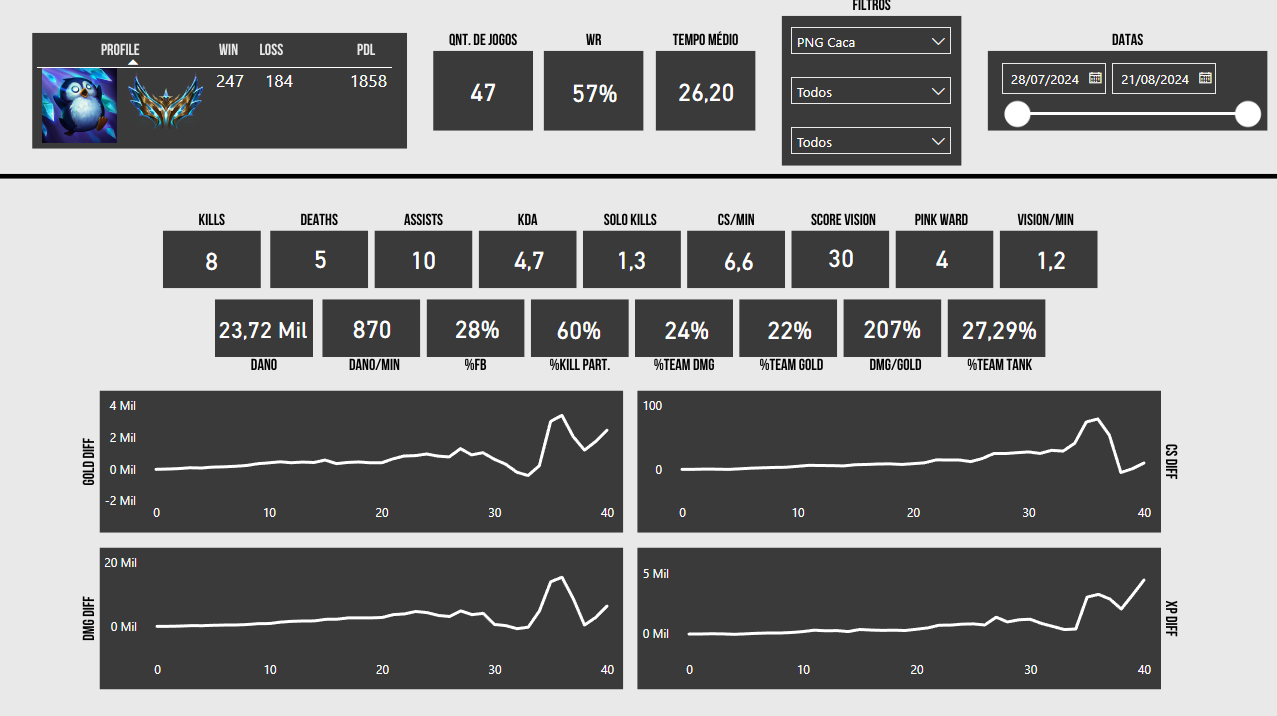 FILTROS
PROFILE WIN LOSS PDL
247 184 1858
QNT. DE JOGOS
47
WR
57%
TEMPO MÉDIO
26,20
PNG Caca
Todos
Todos
DATAS
28/07/2024 21/08/2024
KILLS DEATHS ASSISTS KDA SOLO KILLS CS/MIN SCORE VISION PINK WARD VISION/MIN
8 5 10 4,7 1,3 6,6 30 4 1,2
23,72 Mil 870 28% 60% 24% 22% 207% 27,29%
DANO DANO/MIN %FB %KILL PART. %TEAM DMG %TEAM GOLD DMG/GOLD %TEAM TANK
GOLD DIFF
4 Mil
2 Mil
0 Mil
-2 Mil
0 10 20 30 40
CS DIFF
100
0
0 10 20 30 40
DMG DIFF
20 Mil
0 Mil
0 10 20 30 40
XP DIFF
5 Mil
0 Mil
0 10 20 30 40